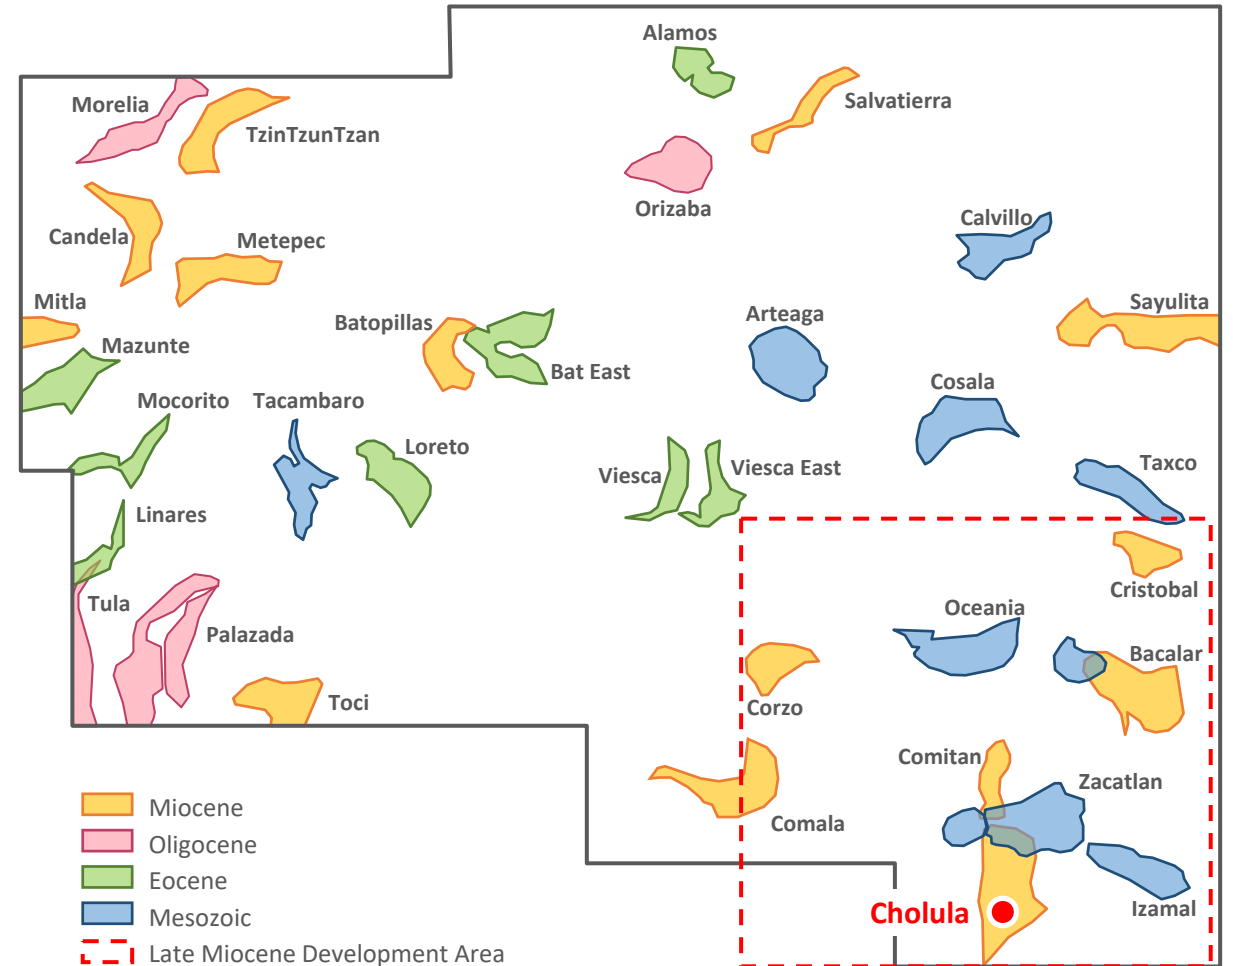 Alamos
Morelia
Salvatierra
TzinTzunTzan
Orizaba
Calvillo
Candela
Metepec
Mitla
Sayulita
Batopillas
Arteaga
Mazunte
Bat East
Cosala
Mocorito
Tacambaro
Loreto
Viesca
Viesca East
Taxco
Linares
Cristobal
Tula
Oceania
Palazada
Bacalar
Toci
Corzo
Comitan
Zacatlan
Comala
Cholula
Izamal
Miocene
Oligocene
Eocene
Mesozoic
Late Miocene Development Area